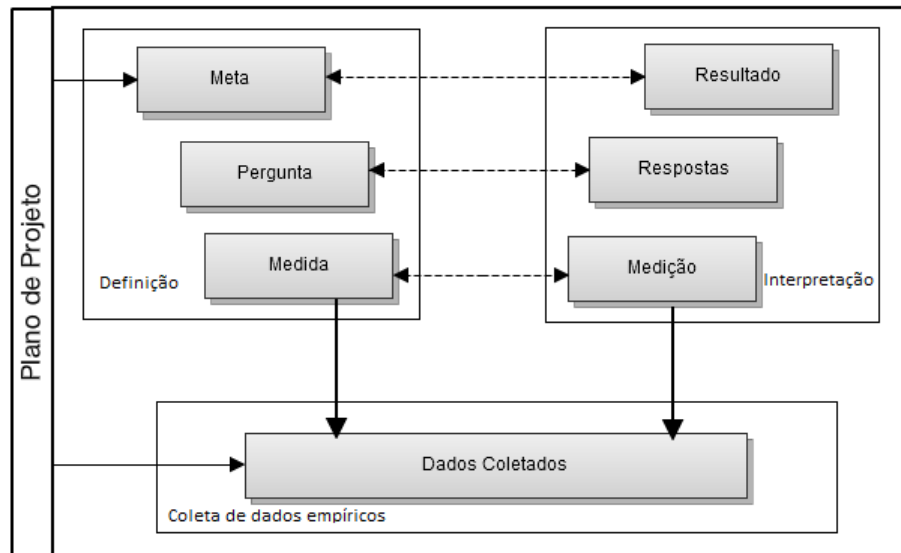 Plano de Projeto
Meta
Resultado
Pergunta
Respostas
Medida
Medição
Definição
Interpretação
Dados Coletados
Coleta de dados empíricos